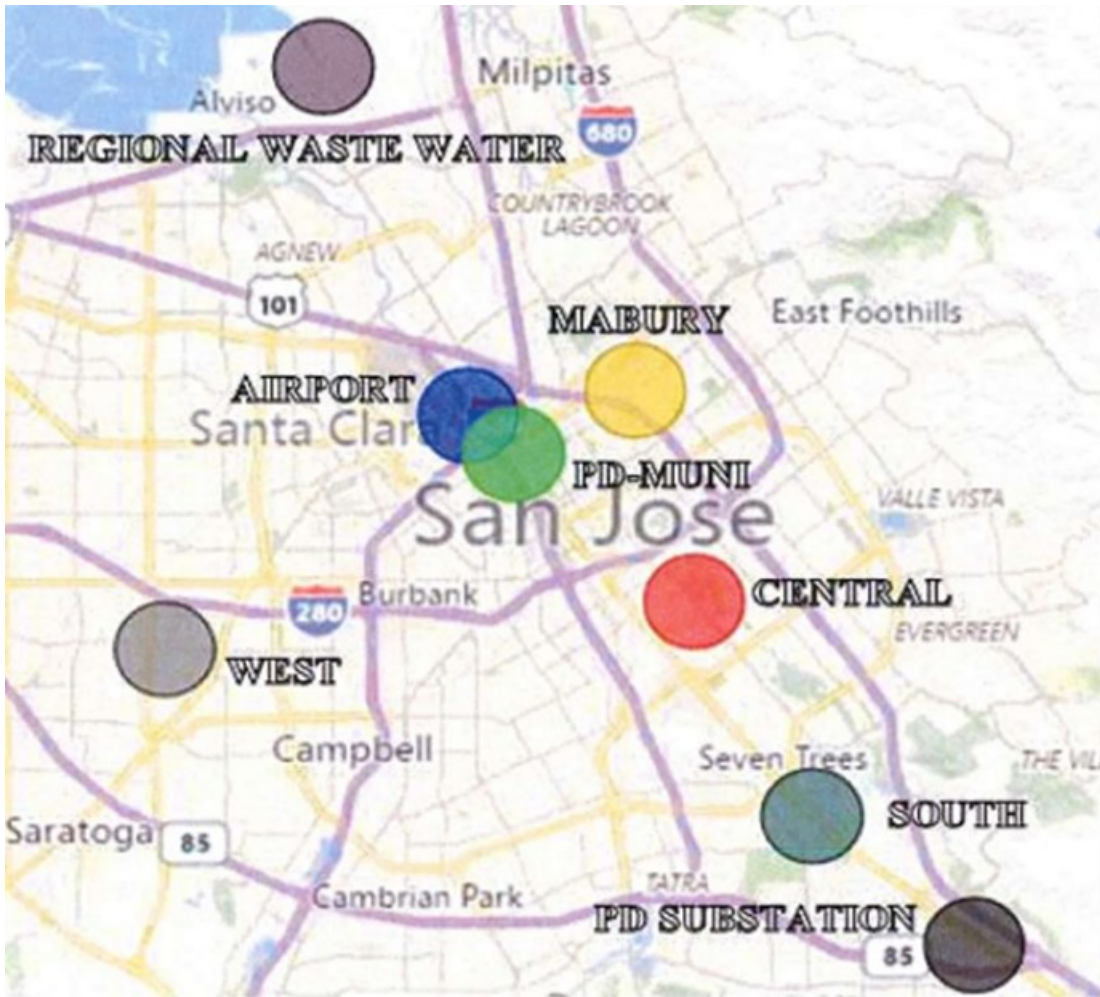 Milpitas
Alviso
680
REGIONAL WASTE WATER
COUNTRYBROOK
LAGOON
AGNEW
101
MABURY
East Foothills
AIRPORT
Santa Clar
PD-MUNI
VALLE VISTA
San Jose
280
Burbank
CENTRAL
EVERGREEN
WEST
Campbell
Seven Trees
THE VIL
SOUTH
Saratoga
85
TATRA
Cambrian Park
PD SUBSTATION
85